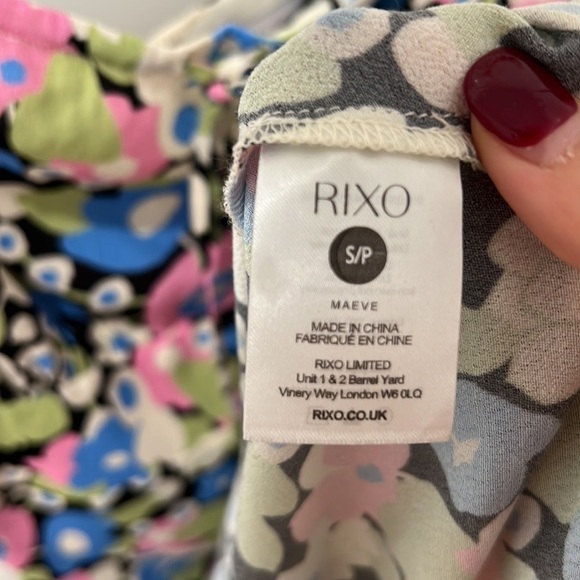 RIXO
S/P
MAEVE
MADE IN CHINA
FABRIQUÉ EN CHINE
RIXO LIMITED
Unit 1 & 2 Barrel Yard
Vinery Way London W6 0LQ
RIXO.CO.UK